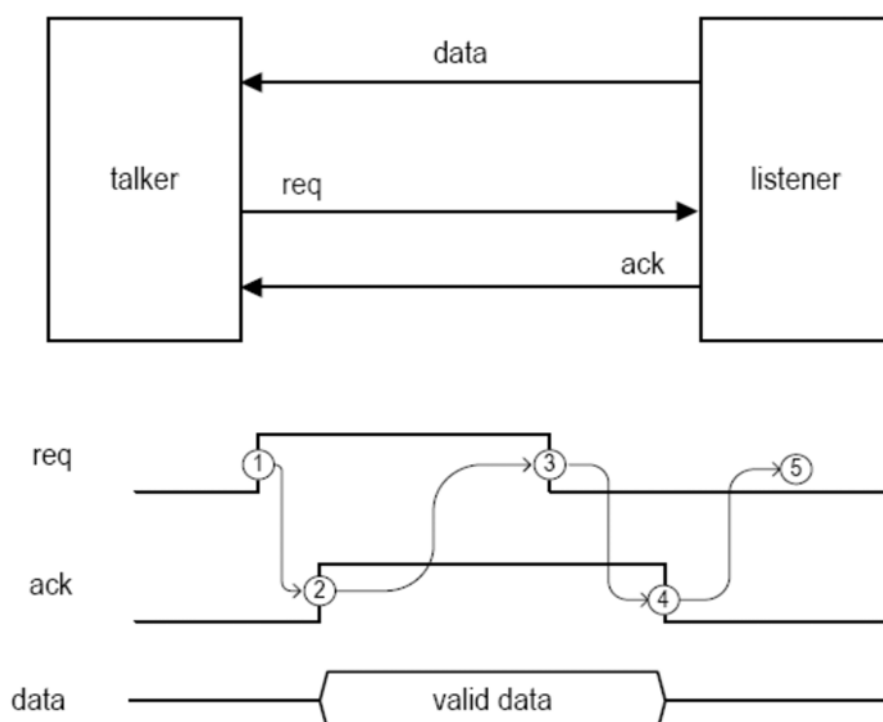 data
talker
req
listener
ack
req
1
3
5
ack
2
4
data
valid data